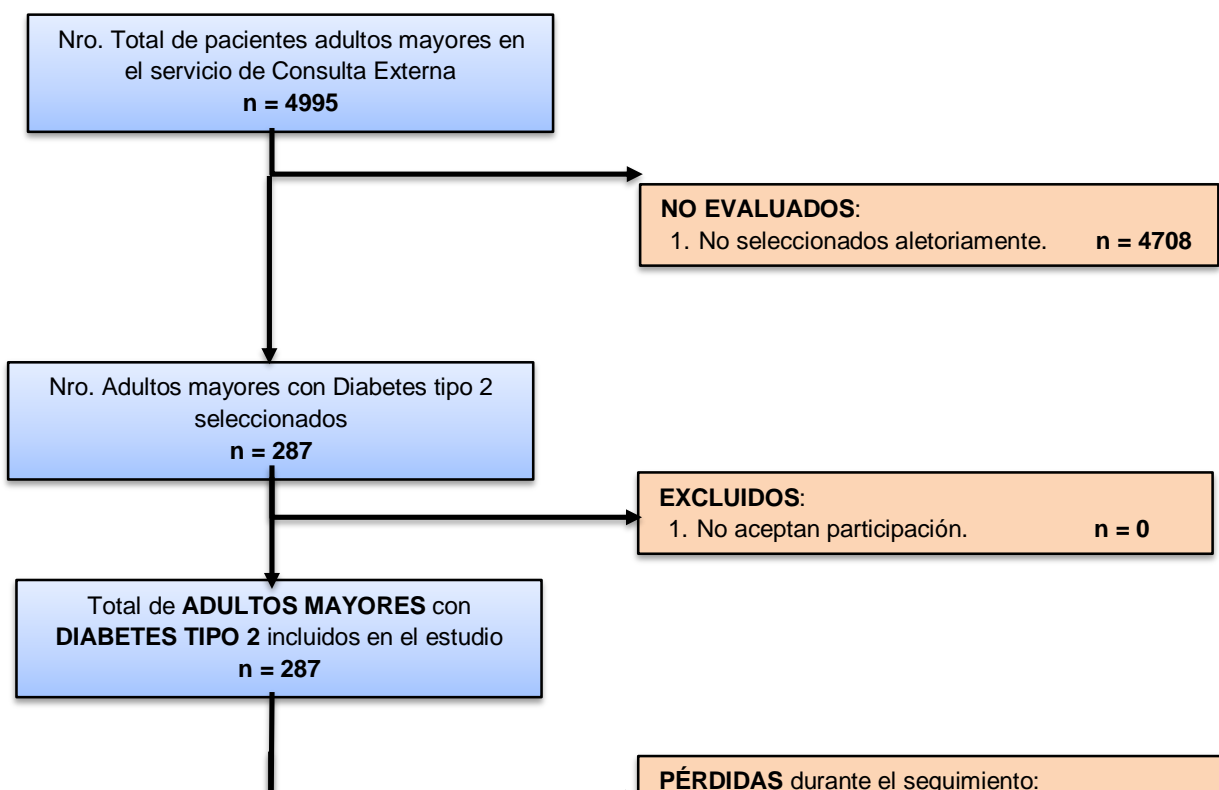 Nro. Total de pacientes adultos mayores en
el servicio de Consulta Externa
n = 4995
NO EVALUADOS:
1. No seleccionados aletoriamente. n = 4708
Nro. Adultos mayores con Diabetes tipo 2
seleccionados
n = 287
EXCLUIDOS:
1. No aceptan participación. n = 0
Total de ADULTOS MAYORES con
DIABETES TIPO 2 incluidos en el estudio
n = 287
PÉRDIDAS durante el seguimiento: